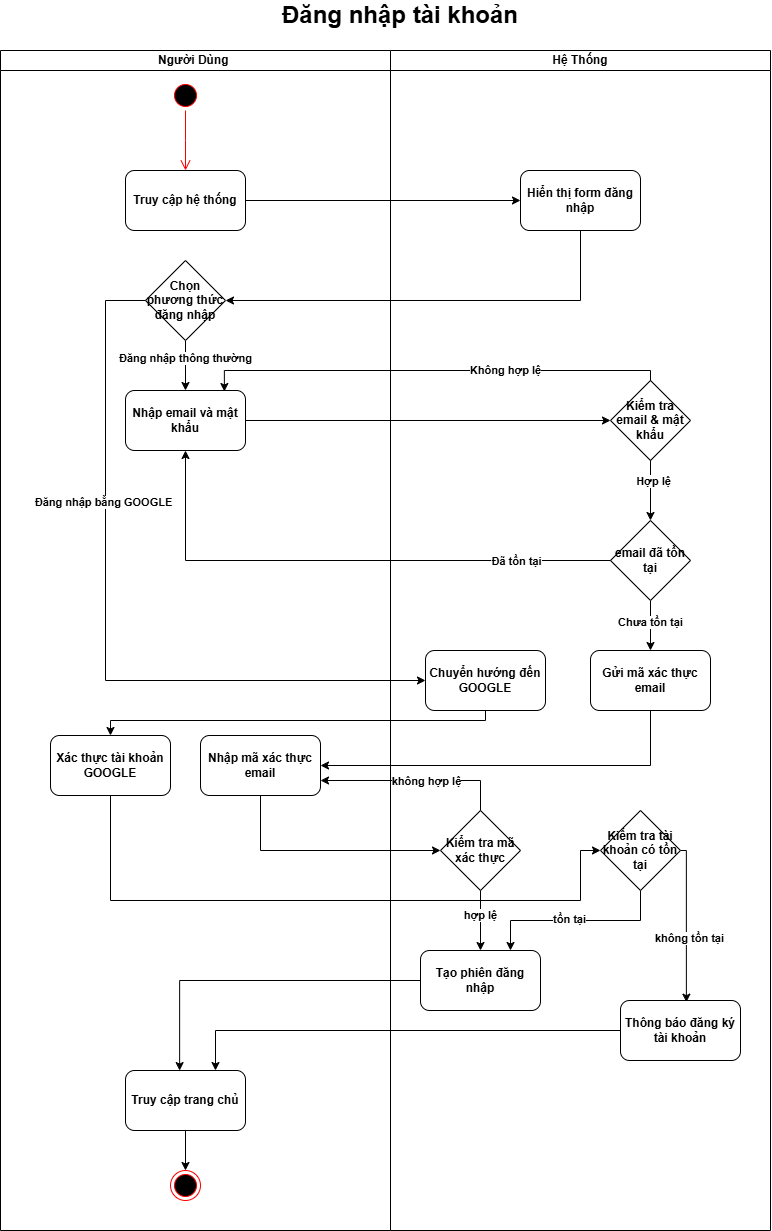 Đăng nhập tài khoản
Người Dùng
Hệ Thống
Truy cập hệ thống
Hiển thị form đăng
nhập
Chọn
phương thức
đặng nhập
Đăng nhập thông thường
Không hợp lệ
Nhập email và mật
khẩu
Kiểm tra
email & mật
khẩu
Hợp lệ
Đăng nhập bằng GOOGLE
email đã tồn
tại
Đã tồn tại
Chưa tồn tại
Chuyển hướng đến
GOOGLE
Gửi mã xác thực
email
Xác thực tài khoản
GOOGLE
Nhập mã xác thực
email
không hợp lệ
Kiểm tra mã
xác thực
Kiểm tra tài
khoản có tồn
tại
hợp lệ
tồn tại
không tồn tại
Tạo phiên đăng
nhập
Thông báo đăng ký
tài khoản
Truy cập trang chủ